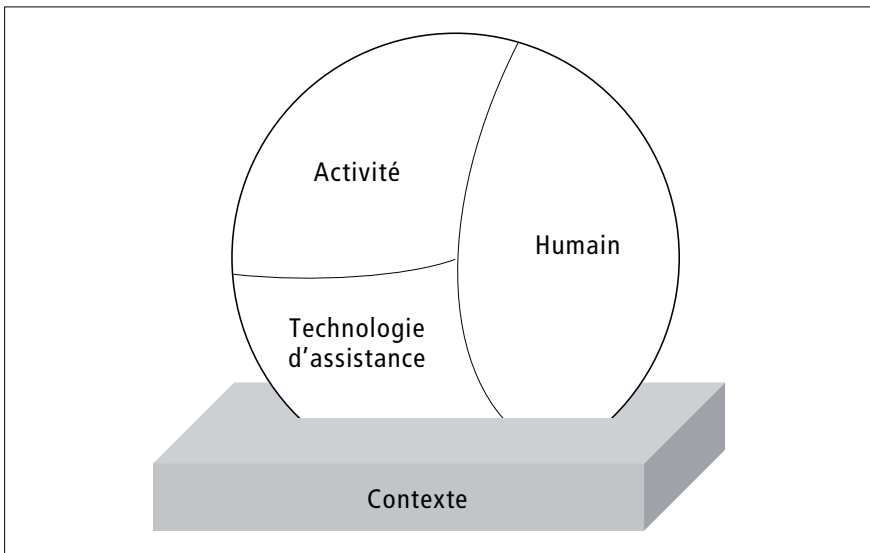 Activité
Humain
Technologie
d'assistance
Contexte